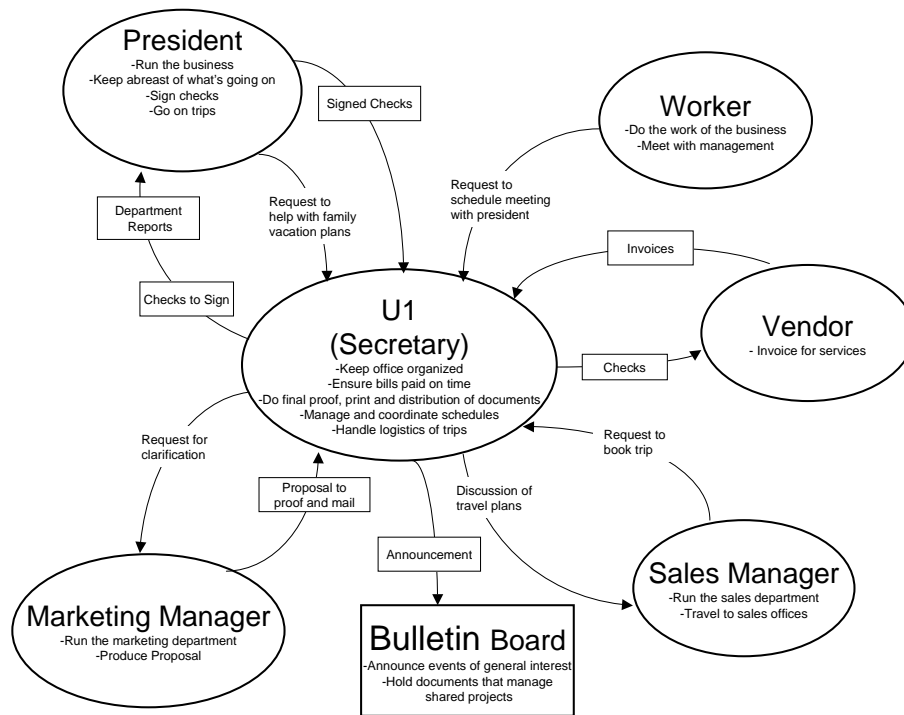 President
-Run the business
-Keep abreast of what's going on
-Sign checks
-Go on trips
Signed Checks
Worker
-Do the work of the business
-Meet with management
Request to
schedule meeting
with president
Department
Reports
Request to
help with family
vacation plans
Checks to Sign
Invoices
Vendor
- Invoice for services
U1
(Secretary)
-Keep office organized
-Ensure bills paid on time
-Do final proof, print and distribution of documents
-Manage and coordinate schedules
-Handle logistics of trips
Checks
Request for
clarification
Proposal to
proof and mail
Discussion of
travel plans
Request to
book trip
Announcement
Marketing Manager
-Run the marketing department
-Produce Proposal
Bulletin Board
-Announce events of general interest
-Hold documents that manage
shared projects
Sales Manager
-Run the sales department
-Travel to sales offices